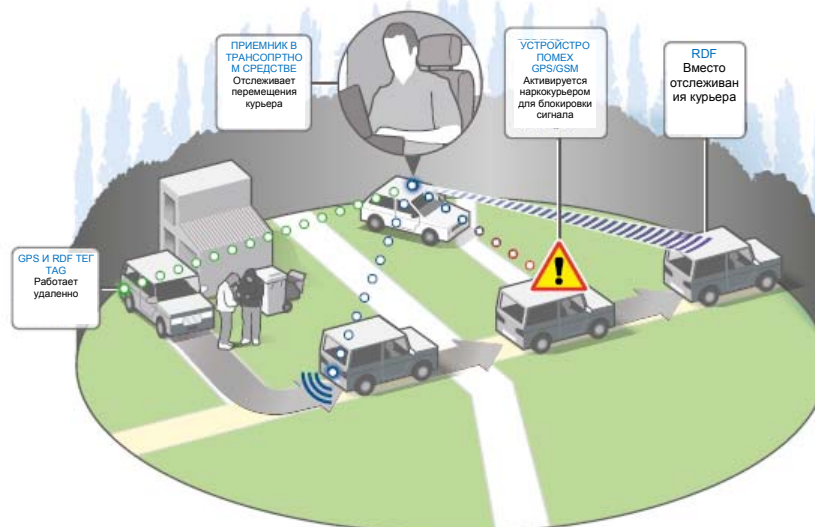 ПРИЕМНИК В
ТРАНСОПРТНО
М СРЕДСТВЕ
Отслеживает
перемещения
курьера
УСТРОЙСТРО
ПОМЕХ
GPS/GSM
Активируется
наркокурьером
для блокировки
сигнала
RDF
Вместо
отслеживан
ия курьера
GPS И RDF ТЕГ
TAG
Работает
удаленно